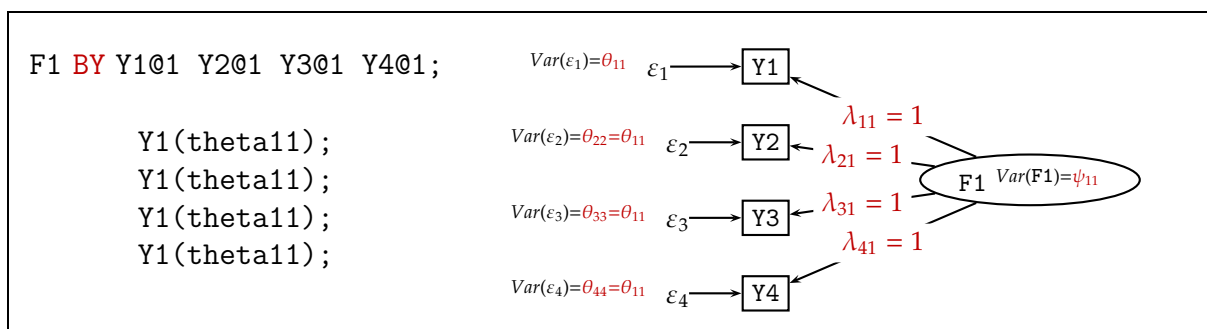 F1 BY Y1@1 Y2@1 Y3@1 Y4@1;
Y1(theta11);
Y1(theta11);
Y1(theta11);
Y1(theta11);
Var(ε₁)=θ₁₁ ε₁ Y1
λ₁₁ = 1
Var(ε₂)=θ₂₂=θ₁₁ ε₂ Y2
λ₂₁ = 1
F1 Var(F1)=ψ₁₁
Var(ε₃)=θ₃₃=θ₁₁ ε₃ Y3
λ₃₁ = 1
λ₄₁ = 1
Var(ε₄)=θ₄₄=θ₁₁ ε₄ Y4